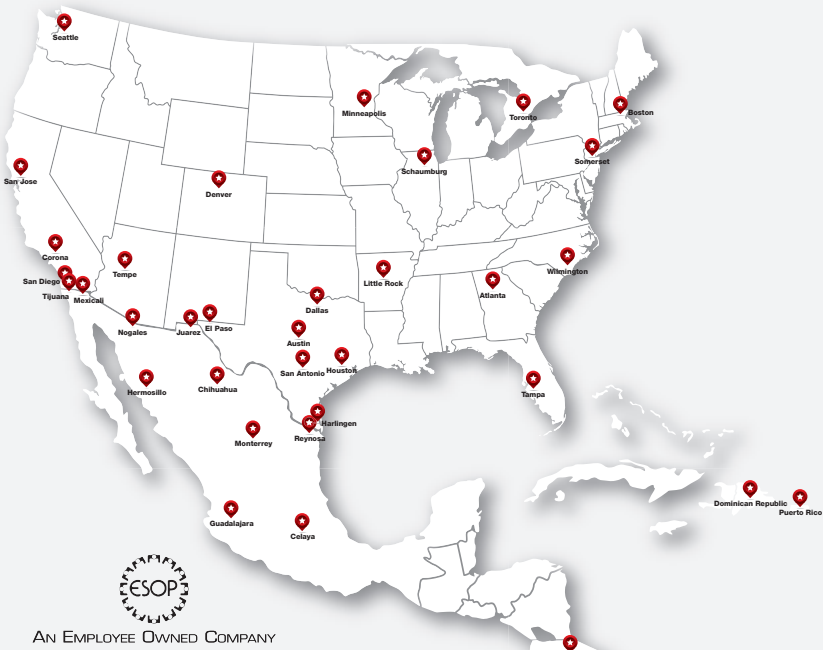 Seattle
Minneapolis
Toronto
Boston
Somerset
Schaumburg
San Jose
Denver
Corona
Tempe
San Diego
Tijuana
Mexicali
Little Rock
Wilmington
Atlanta
Dallas
Nogales
Juarez
El Paso
Austin
San Antonio
Houston
Hermosillo
Chihuahua
Tampa
Harlingen
Reynosa
Monterrey
Dominican Republic
Puerto Rico
Guadalajara
Celaya
ESOP
AN EMPLOYEE OWNED COMPANY